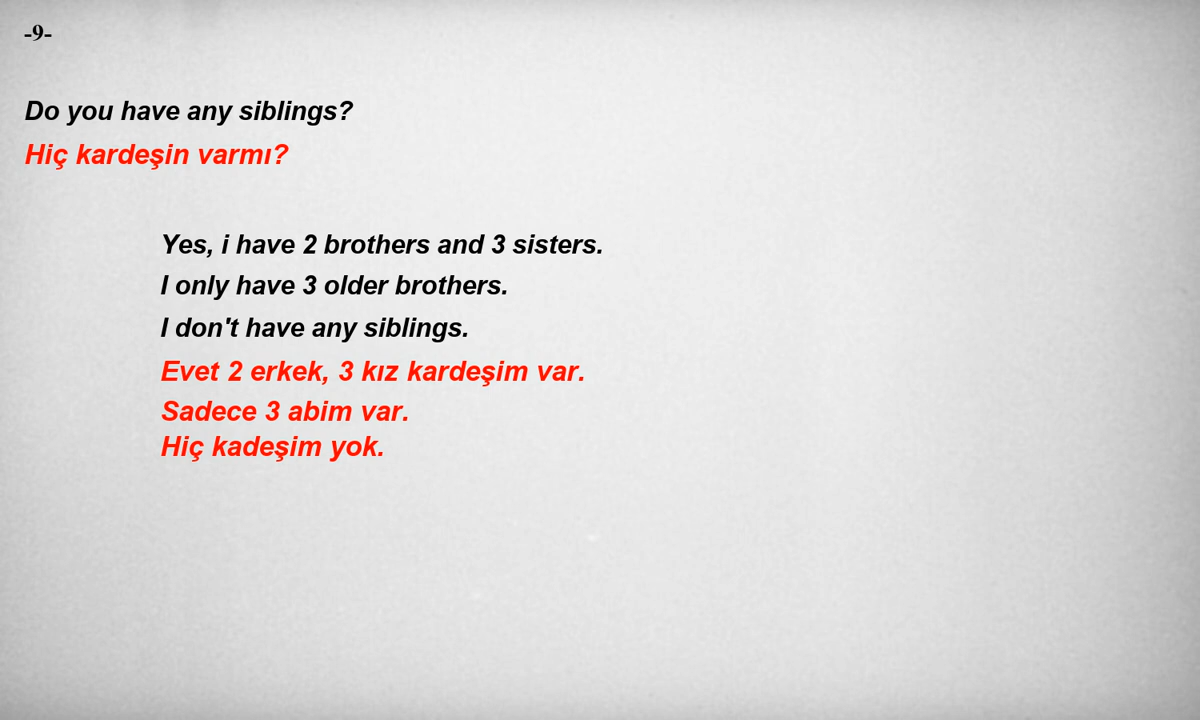 -9-
Do you have any siblings?
Hiç kardeşin varmı?
Yes, i have 2 brothers and 3 sisters.
I only have 3 older brothers.
I don't have any siblings.
Evet 2 erkek, 3 kız kardeşim var.
Sadece 3 abim var.
Hiç kadeşim yok.